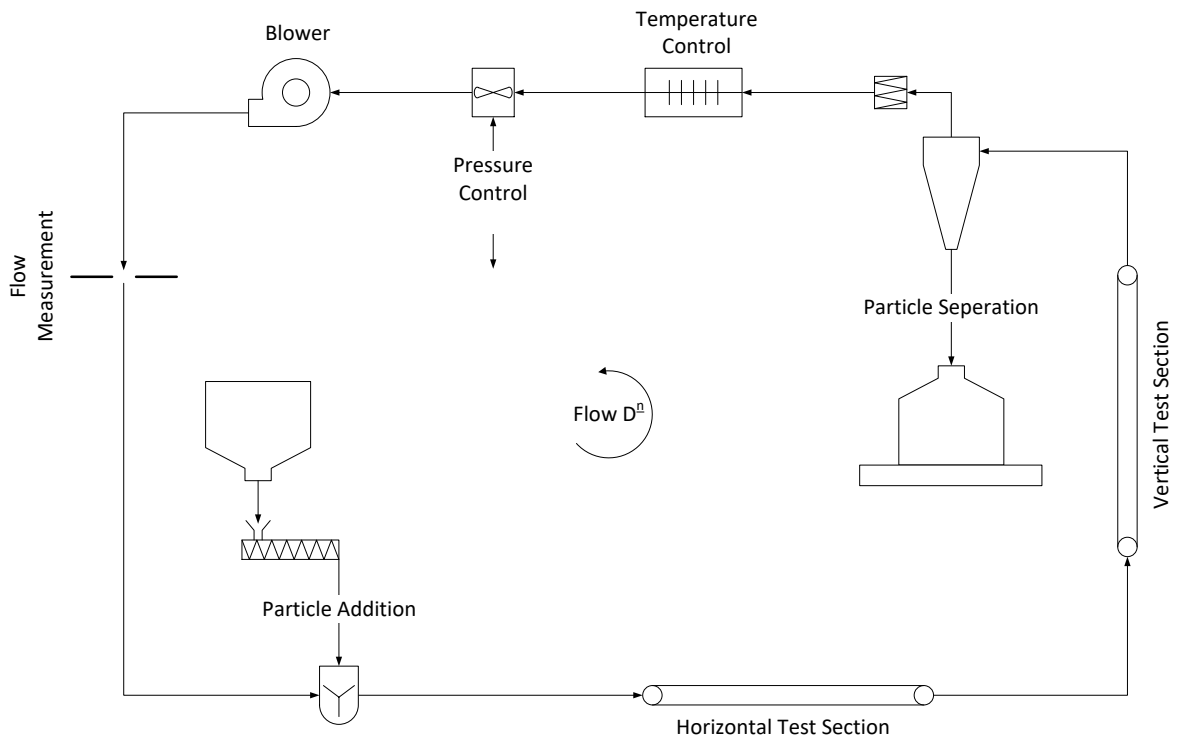 Temperature
Control
Blower
Pressure
Control
Flow
Measurement
Particle Seperation
Flow Dn
Vertical Test Section
Particle Addition
Horizontal Test Section